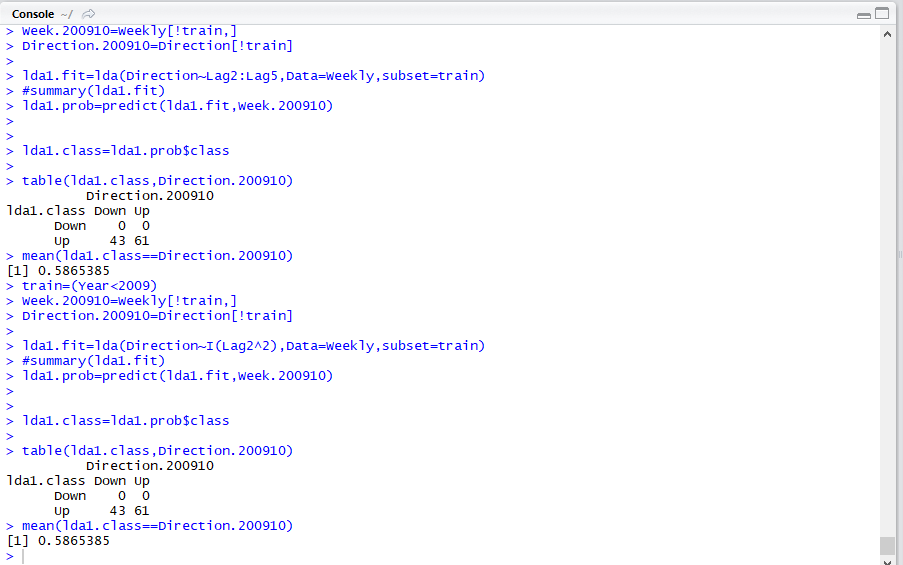 Console ~/
> Week.200910=Weekly[!train,]
> Direction.200910=Direction[!train]
>
> lda1.fit=lda(Direction~Lag2:Lag5,Data=Weekly,subset=train)
> #summary(lda1.fit)
> lda1.prob=predict(lda1.fit,Week.200910)
>
>
> lda1.class=lda1.prob$class
>
> table(lda1.class,Direction.200910)
          Direction.200910
lda1.class Down Up
      Down    0  0
      Up     43 61
> mean(lda1.class==Direction.200910)
[1] 0.5865385
> train=(Year<2009)
> Week.200910=Weekly[!train,]
> Direction.200910=Direction[!train]
>
> lda1.fit=lda(Direction~I(Lag2^2),Data=Weekly,subset=train)
> #summary(lda1.fit)
> lda1.prob=predict(lda1.fit,Week.200910)
>
>
> lda1.class=lda1.prob$class
>
> table(lda1.class,Direction.200910)
          Direction.200910
lda1.class Down Up
      Down    0  0
      Up     43 61
> mean(lda1.class==Direction.200910)
[1] 0.5865385
>